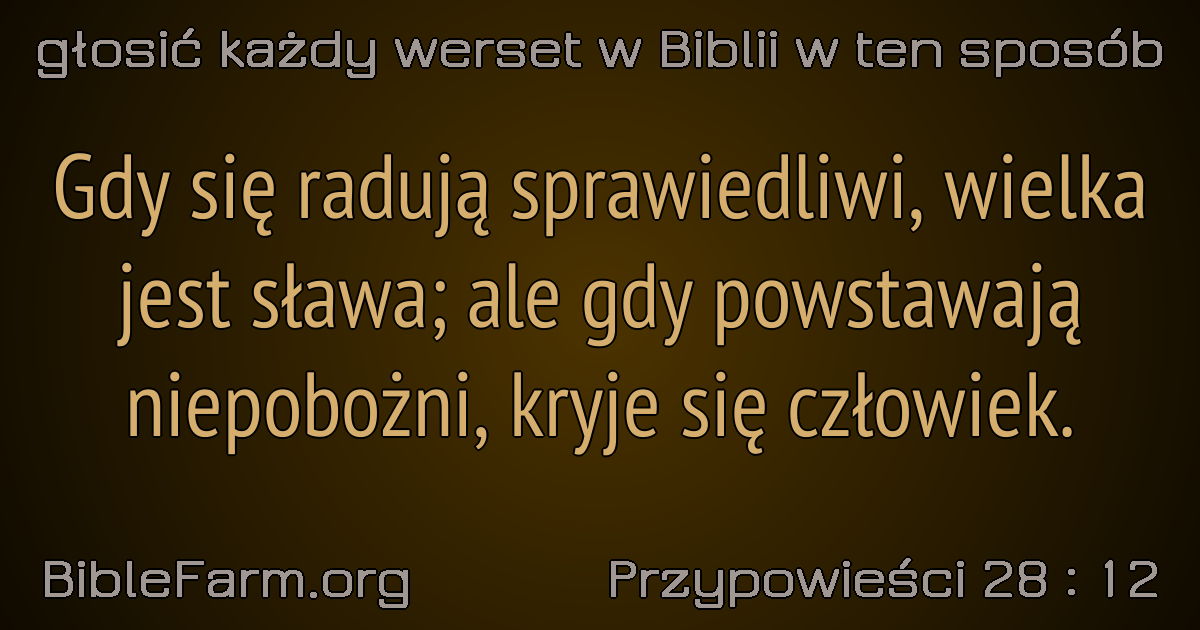 głosić każdy werset w Biblii w ten sposób
Gdy się radują sprawiedliwi, wielka
jest sława; ale gdy powstawają
niepobożni, kryje się człowiek.
BibleFarm.org
Przypowieści 28 : 12